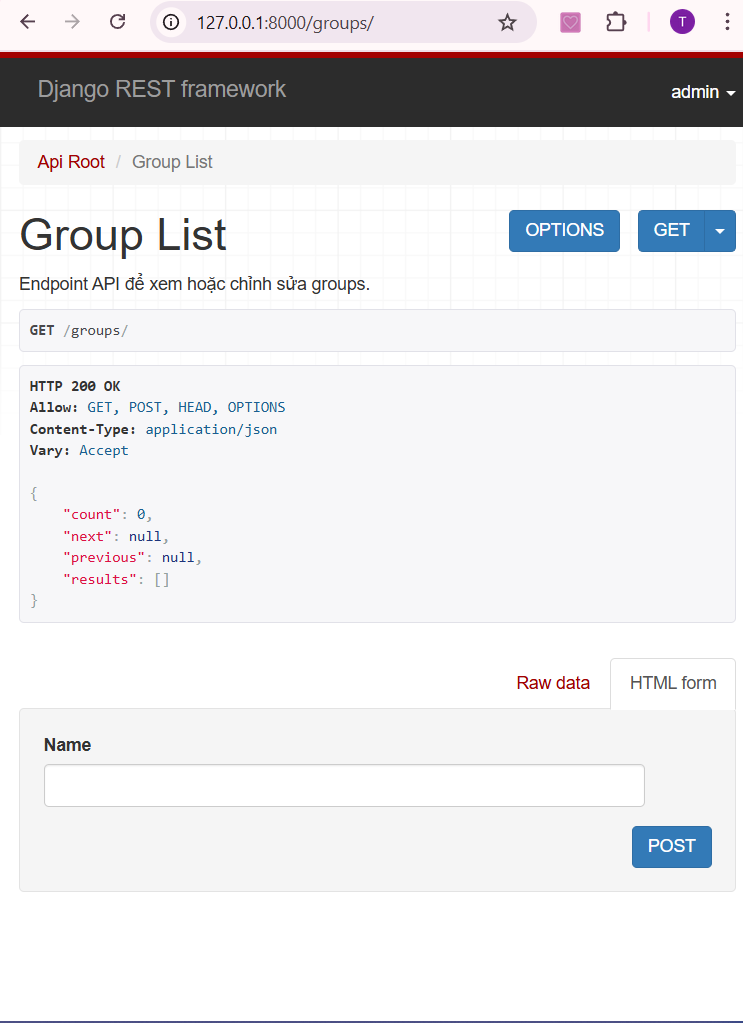 127.0.0.1:8000/groups/
T
Django REST framework
admin
Api Root / Group List
Group List
OPTIONS
GET
Endpoint API để xem hoặc chỉnh sửa groups.
GET /groups/
HTTP 200 OK
Allow: GET, POST, HEAD, OPTIONS
Content-Type: application/json
Vary: Accept
{
    "count": 0,
    "next": null,
    "previous": null,
    "results": []
}
Raw data
HTML form
Name
POST